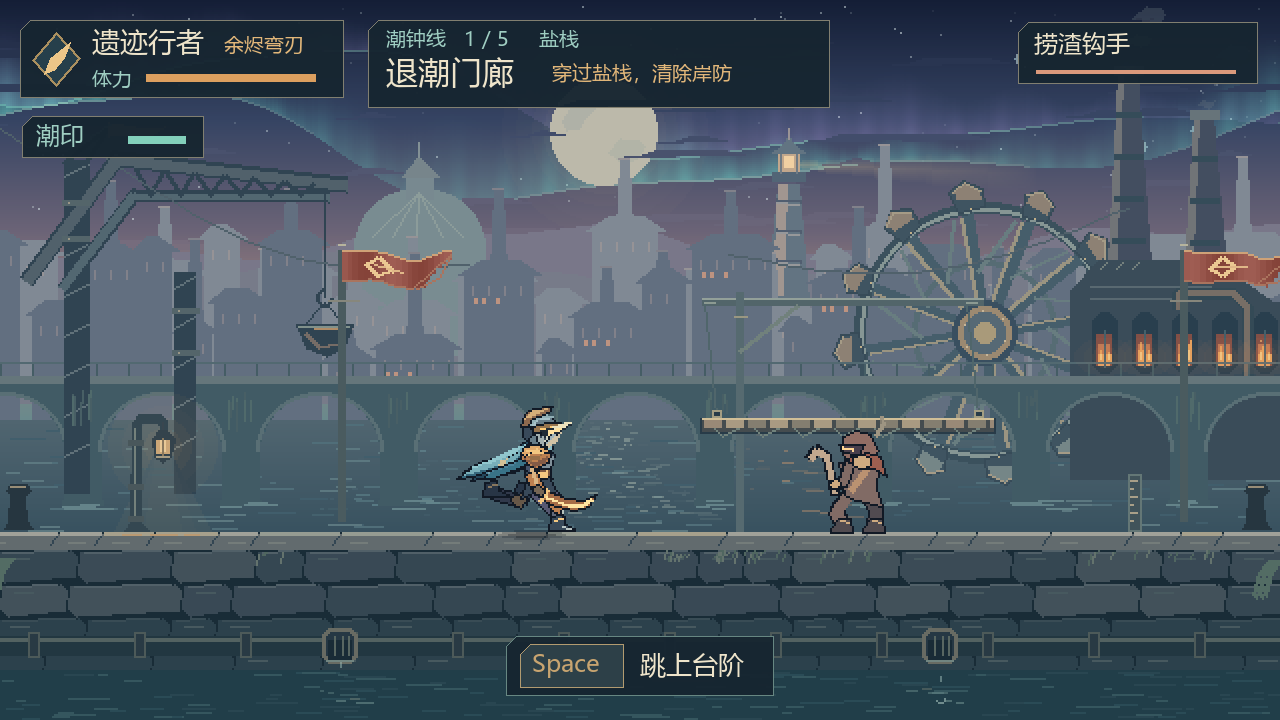 遗迹行者 余烬弯刃
体力
潮印
潮钟线 1 / 5 盐栈
退潮门廊 穿过盐栈，清除岸防
捞渣钩手
Space 跳上台阶